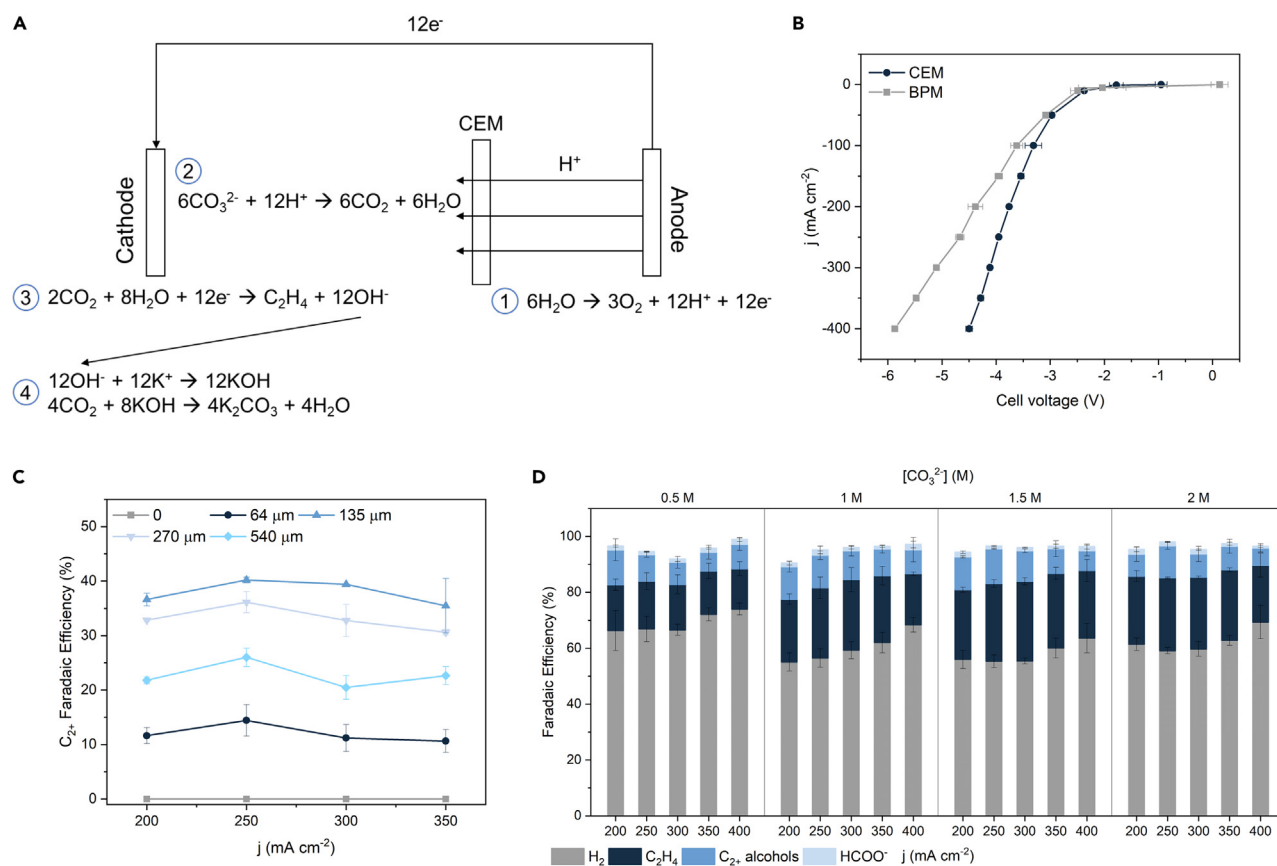 A
12e⁻
CEM
H⁺
Cathode
Anode
2
6CO₃²⁻ + 12H⁺ → 6CO₂ + 6H₂O
3 2CO₂ + 8H₂O + 12e⁻ → C₂H₄ + 12OH⁻
1 6H₂O → 3O₂ + 12H⁺ + 12e⁻
4
12OH⁻ + 12K⁺ → 12KOH
4CO₂ + 8KOH → 4K₂CO₃ + 4H₂O
B
CEM
BPM
j (mA cm⁻²)
0
-100
-200
-300
-400
-6 -5 -4 -3 -2 -1 0
Cell voltage (V)
C
0 64 μm 135 μm
270 μm 540 μm
C₂₊ Faradaic Efficiency (%)
50
40
30
20
10
0
200 250 300 350
j (mA cm⁻²)
D
[CO₃²⁻] (M)
0.5 M 1 M 1.5 M 2 M
Faradaic Efficiency (%)
100
80
60
40
20
0
200 250 300 350 400 200 250 300 350 400 200 250 300 350 400 200 250 300 350 400
H₂ C₂H₄ C₂₊ alcohols HCOO⁻ j (mA cm⁻²)